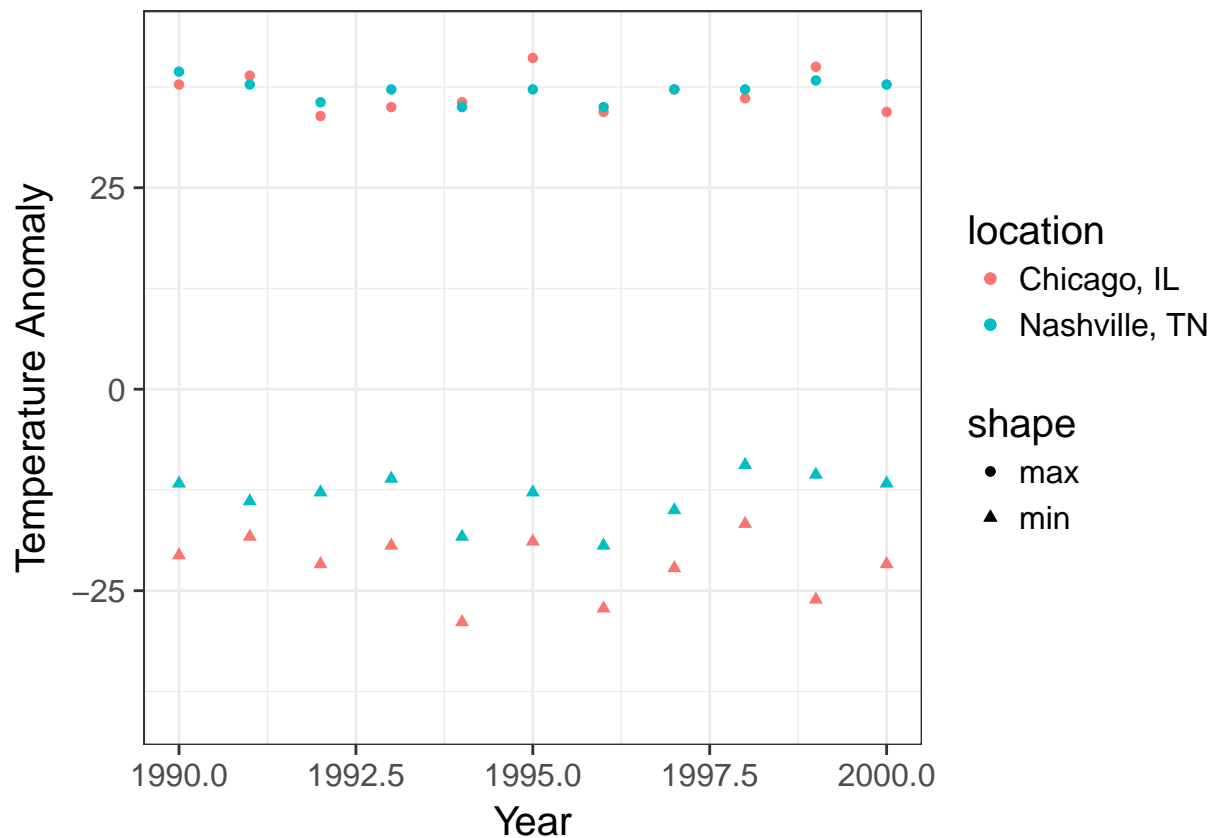 Temperature Anomaly
25
0
−25
1990.0 1992.5 1995.0 1997.5 2000.0
Year
location
Chicago, IL
Nashville, TN
shape
max
min